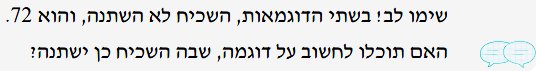 שימו לב! בשתי הדוגמאות, השכיח לא השתנה, והוא 72.
האם תוכלו לחשוב על דוגמה, שבה השכיח כן ישתנה?